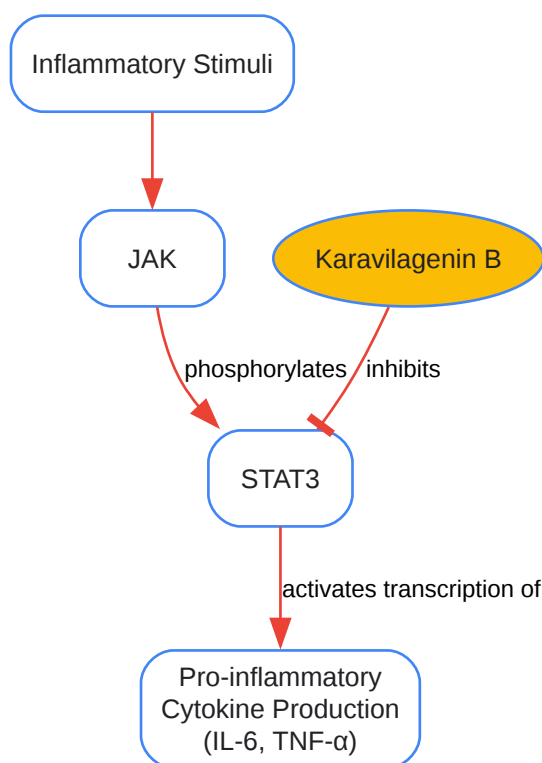 Inflammatory Stimuli
JAK
Karavilagenin B
phosphorylates
inhibits
STAT3
activates transcription of
Pro-inflammatory
Cytokine Production
(IL-6, TNF-α)